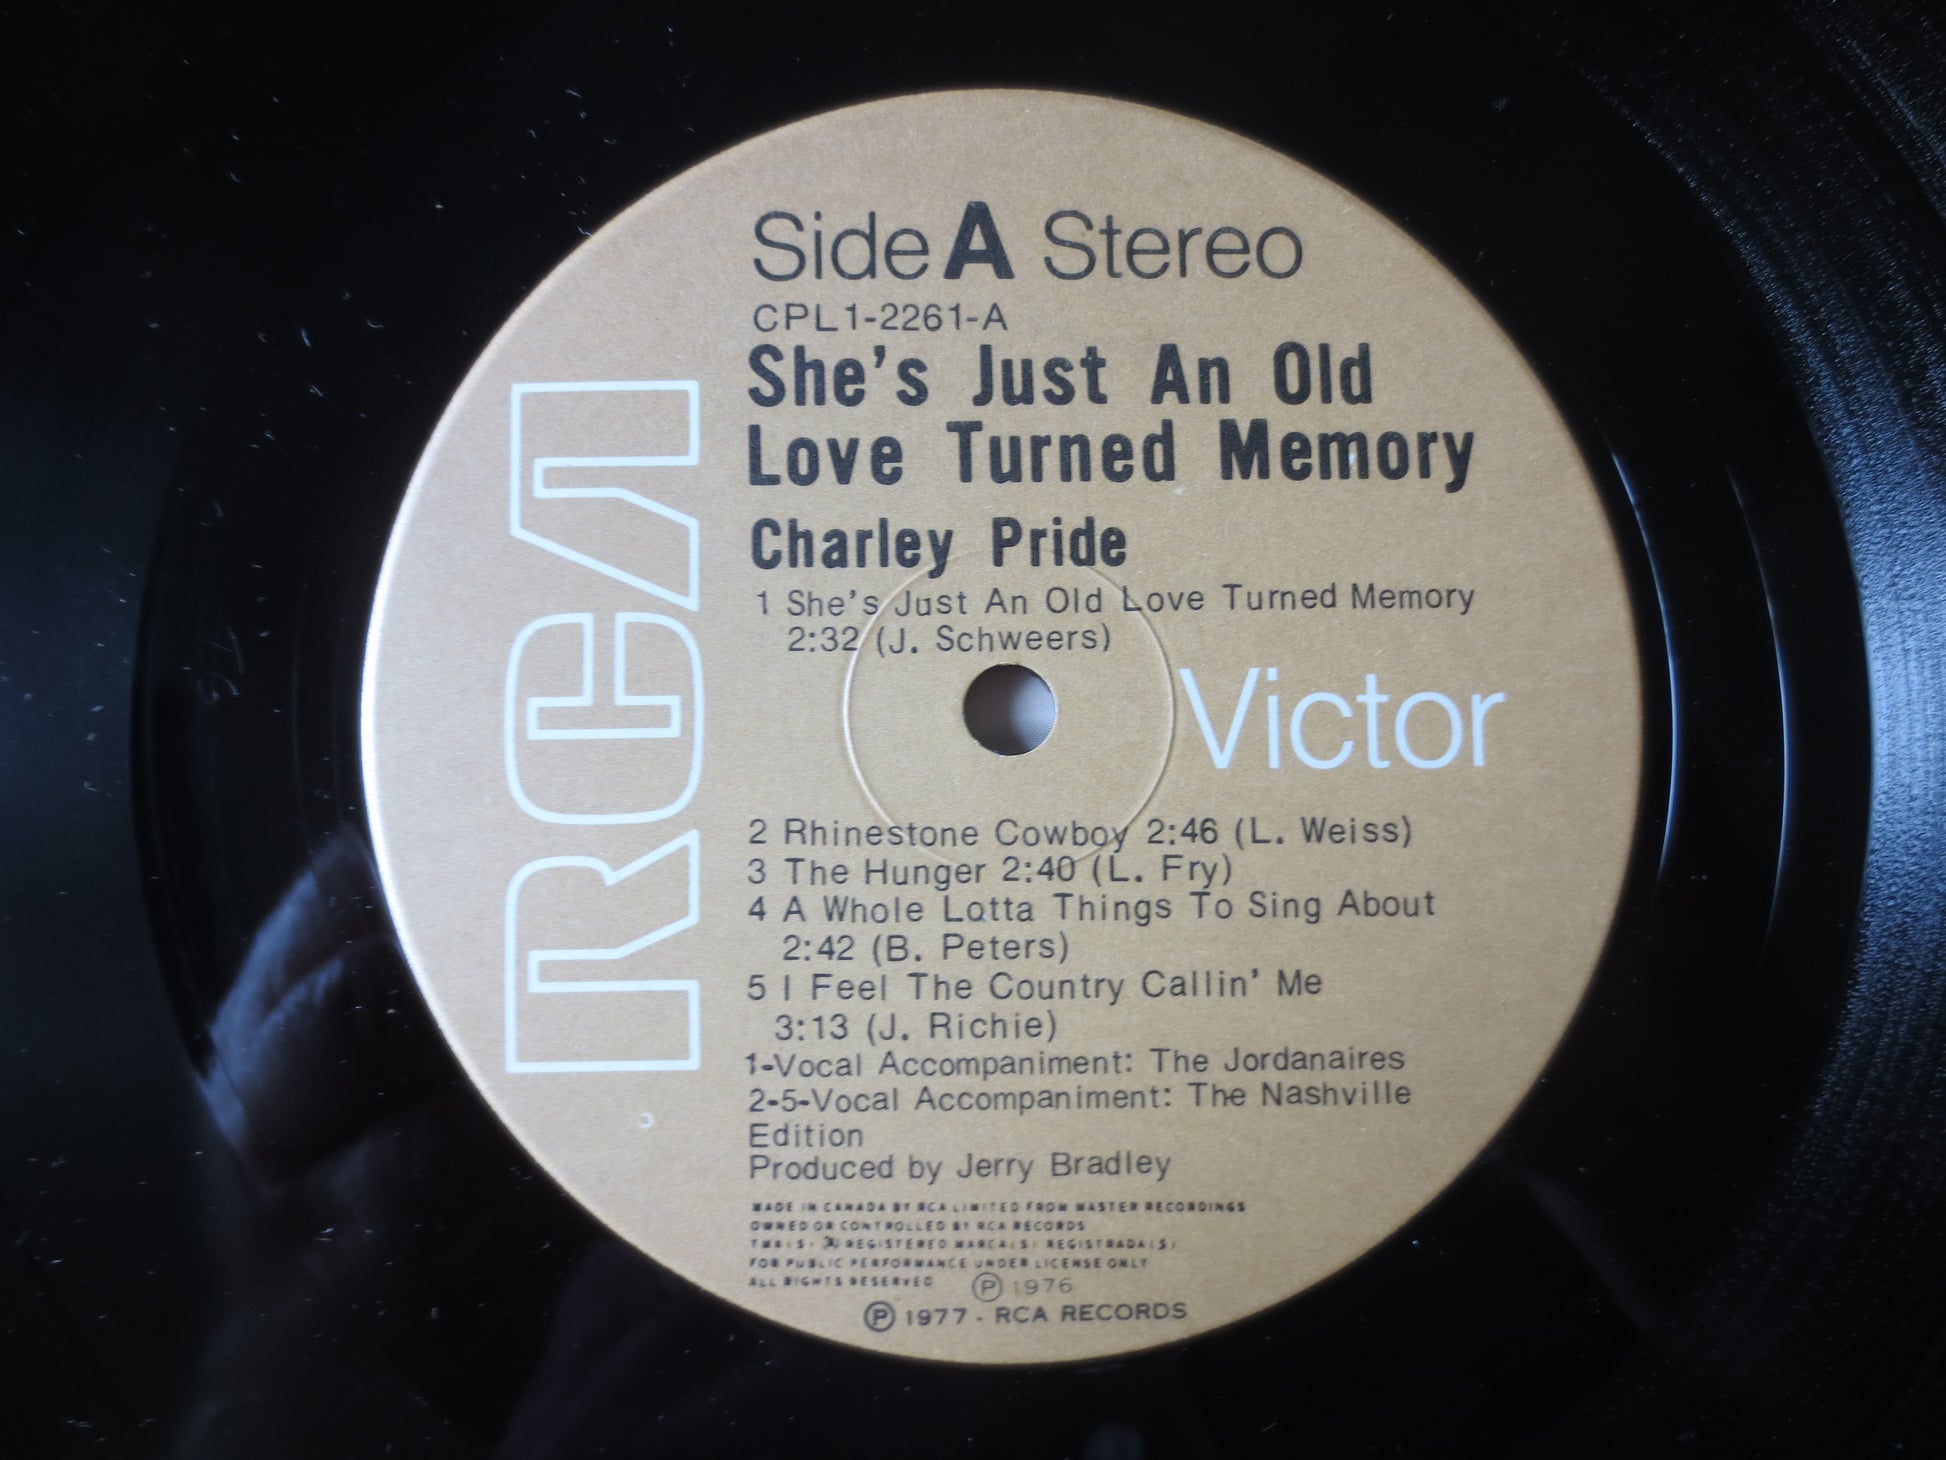 Side A Stereo
CPL1-2261-A
She's Just An Old
Love Turned Memory
Charley Pride
1 She's Just An Old Love Turned Memory
2:32 (J. Schweers)
RCA
Victor
2 Rhinestone Cowboy 2:46 (L. Weiss)
3 The Hunger 2:40 (L. Fry)
4 A Whole Lotta Things To Sing About
2:42 (B. Peters)
5 I Feel The Country Callin' Me
3:13 (J. Richie)
1-Vocal Accompaniment: The Jordanaires
2-5-Vocal Accompaniment: The Nashville
Edition
Produced by Jerry Bradley
MADE IN CANADA BY RCA LIMITED FROM MASTER RECORDINGS
OWNED OR CONTROLLED BY RCA RECORDS
TMK(S) ® REGISTERED MARCA(S) REGISTRADA(S)
FOR PUBLIC PERFORMANCE UNDER LICENSE ONLY
ALL RIGHTS RESERVED ℗ 1976
℗ 1977 - RCA RECORDS